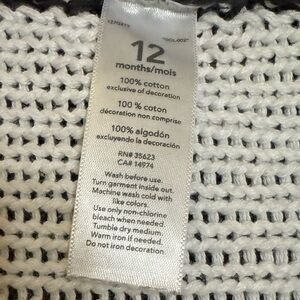 12
months/mois
100% cotton
exclusive of decoration
100 % coton
décoration non comprise
100% algodón
excluyendo la decoración
RN# 35623
CA# 14974
Wash before use.
Turn garment inside out.
Machine wash cold with
like colors.
Use only non-chlorine
bleach when needed.
Tumble dry medium.
Warm iron if needed.
Do not iron decoration.